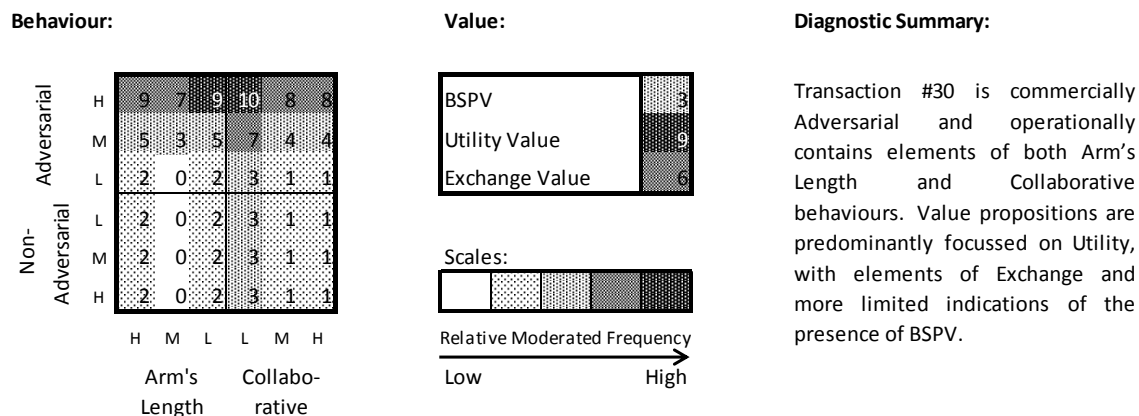 Behaviour:
Value:
Diagnostic Summary:
Adversarial
Non-
Adversarial
H 9 7 9 10 8 8
M 5 3 5 7 4 4
L 2 0 2 3 1 1
L 2 0 2 3 1 1
M 2 0 2 3 1 1
H 2 0 2 3 1 1
H M L L M H
Arm's
Length
Collabo-
rative
BSPV 3
Utility Value 9
Exchange Value 6
Scales:
Relative Moderated Frequency
Low High
Transaction #30 is commercially
Adversarial and operationally
contains elements of both Arm’s
Length and Collaborative
behaviours. Value propositions are
predominantly focussed on Utility,
with elements of Exchange and
more limited indications of the
presence of BSPV.